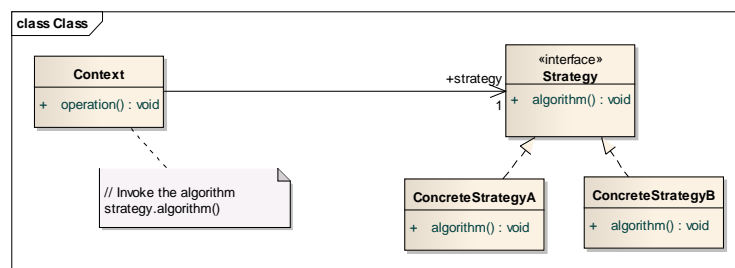 class Class
Context
+ operation() : void
+strategy
1
«interface»
Strategy
+ algorithm() : void
// Invoke the algorithm
strategy.algorithm()
ConcreteStrategyA
+ algorithm() : void
ConcreteStrategyB
+ algorithm() : void